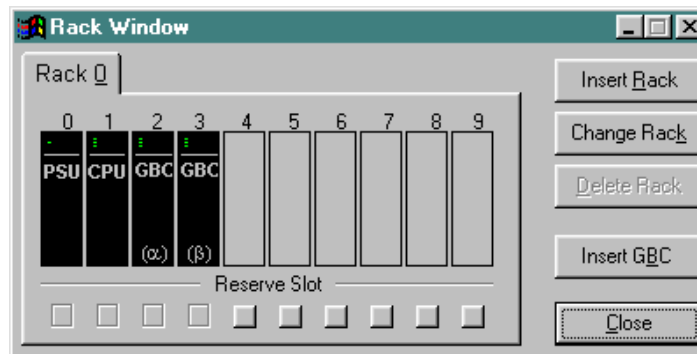 Rack Window
Rack 0
Insert Rack
0 1 2 3 4 5 6 7 8 9
Change Rack
PSU CPU GBC GBC
Delete Rack
(α) (β)
Insert GBC
Reserve Slot
Close